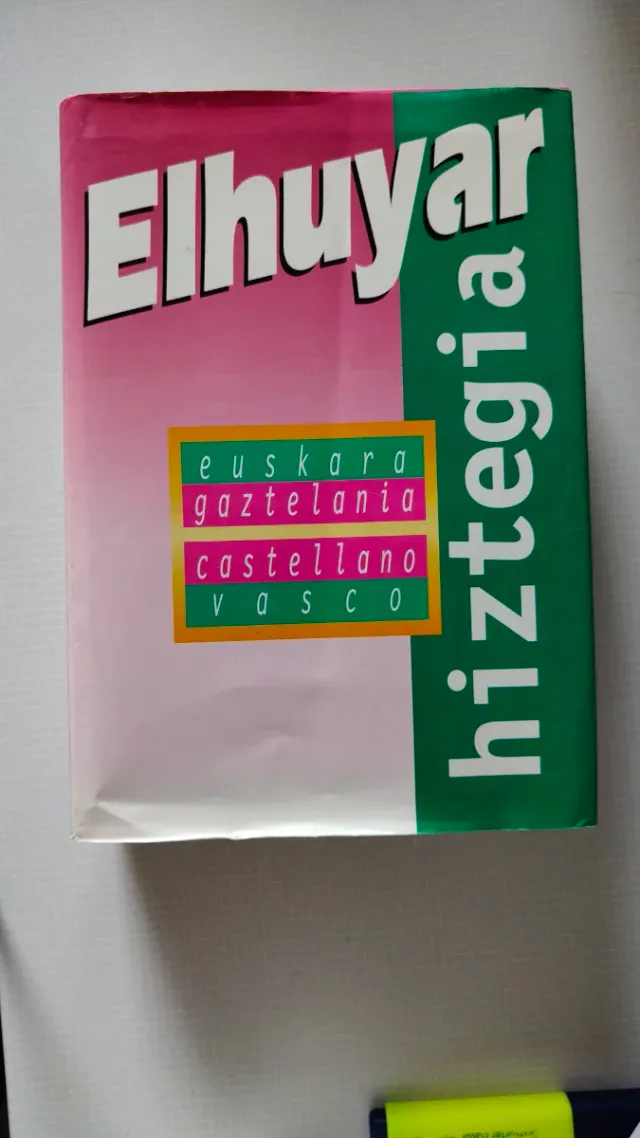 Elhuyar
hiztegia
euskara
gaztelania
castellano
vasco